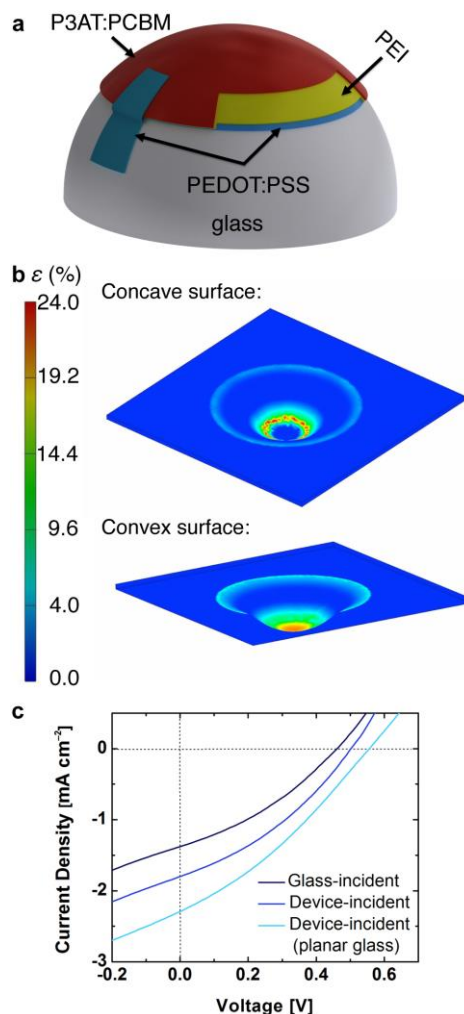 a
P3AT:PCBM
PEI
PEDOT:PSS
glass
b ε (%)
24.0
19.2
14.4
9.6
4.0
0.0
Concave surface:
Convex surface:
c
Current Density [mA cm⁻²]
0
-1
-2
-3
Glass-incident
Device-incident
Device-incident
(planar glass)
-0.2 0.0 0.2 0.4 0.6
Voltage [V]